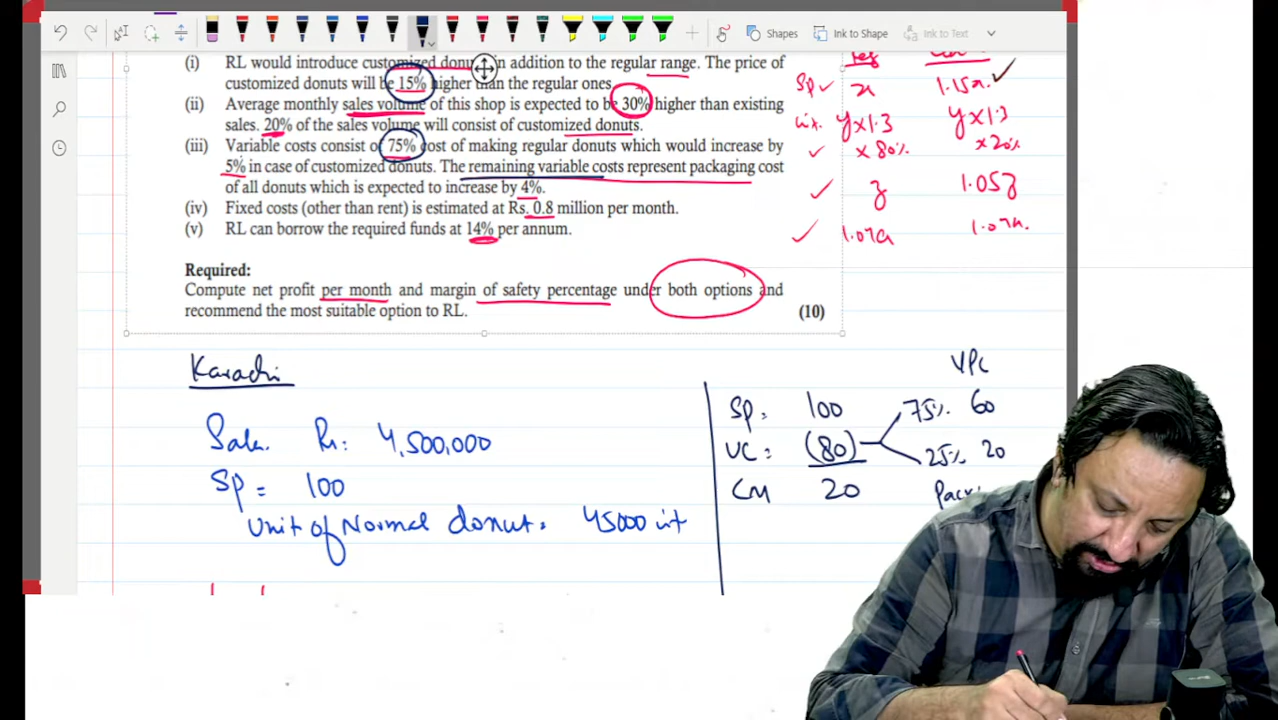 Shapes
Ink to Shape
Ink to Text
(i) RL would introduce customized donu n addition to the regular range. The price of
customized donuts will be 15% higher than the regular ones.
(ii) Average monthly sales volume of this shop is expected to be 30% higher than existing
sales. 20% of the sales volume will consist of customized donuts.
(iii) Variable costs consist of 75% cost of making regular donuts which would increase by
5% in case of customized donuts. The remaining variable costs represent packaging cost
of all donuts which is expected to increase by 4%.
(iv) Fixed costs (other than rent) is estimated at Rs. 0.8 million per month.
(v) RL can borrow the required funds at 14% per annum.
Required:
Compute net profit per month and margin of safety percentage under both options and
recommend the most suitable option to RL.
(10)
Sp x 1.15x.
y×1.3 y×1.3
×80% ×20%
z 1.05z
Karachi
Sale. Rs: 4,500,000
SP = 100
Unit of Normal donut = 45000
VPC
SP = 100 75%. 60
VC = (80) 25% 20
CM 20 Pac